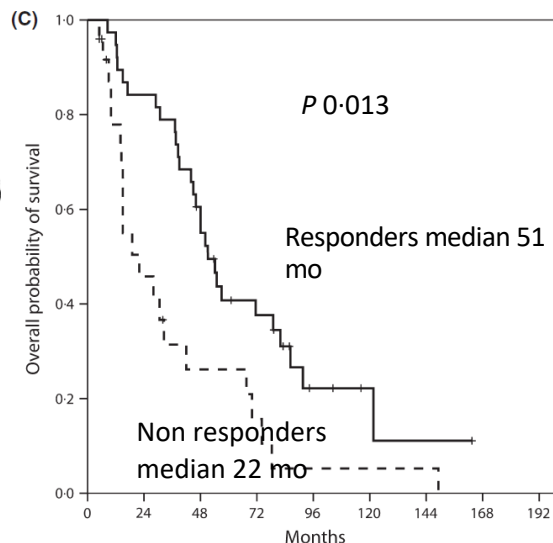 (C)
1·0
0·8
0·6
0·4
0·2
0·0
Overall probability of survival
P 0·013
Responders median 51
mo
Non responders
median 22 mo
0 24 48 72 96 120 144 168 192
Months